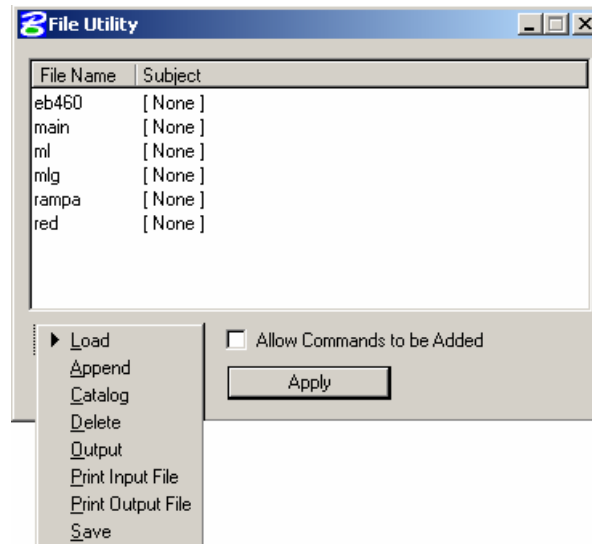 File Utility
File Name Subject
eb460 [ None ]
main [ None ]
ml [ None ]
mlg [ None ]
rampa [ None ]
red [ None ]
Load
Append
Catalog
Delete
Output
Print Input File
Print Output File
Save
Allow Commands to be Added
Apply